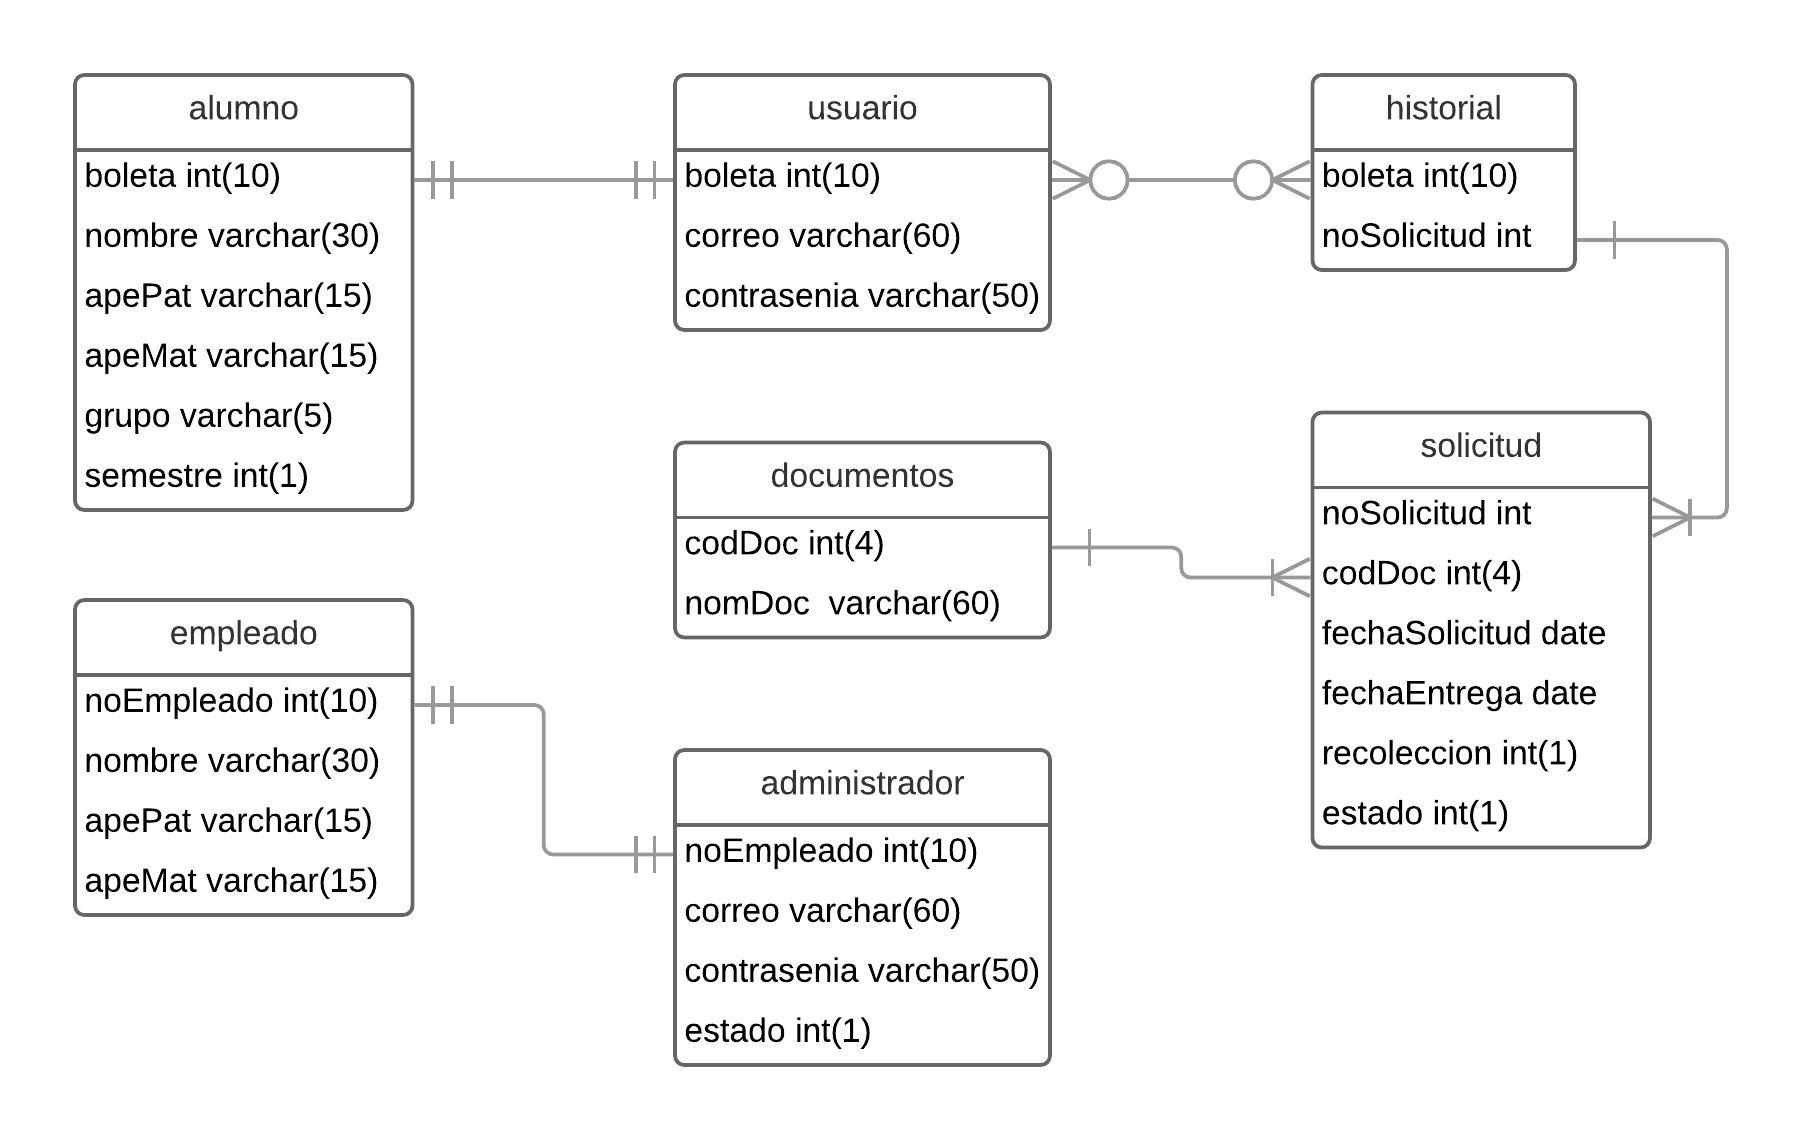 alumno
boleta int(10)
nombre varchar(30)
apePat varchar(15)
apeMat varchar(15)
grupo varchar(5)
semestre int(1)
usuario
boleta int(10)
correo varchar(60)
contrasenia varchar(50)
historial
boleta int(10)
noSolicitud int
documentos
codDoc int(4)
nomDoc  varchar(60)
solicitud
noSolicitud int
codDoc int(4)
fechaSolicitud date
fechaEntrega date
recoleccion int(1)
estado int(1)
empleado
noEmpleado int(10)
nombre varchar(30)
apePat varchar(15)
apeMat varchar(15)
administrador
noEmpleado int(10)
correo varchar(60)
contrasenia varchar(50)
estado int(1)